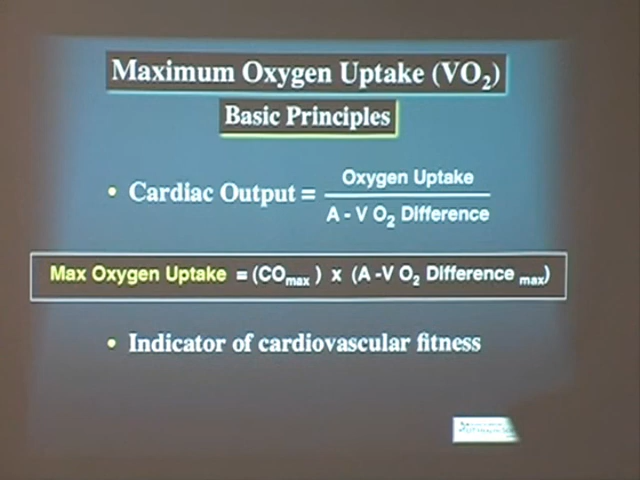 Maximum Oxygen Uptake (VO2)
Basic Principles
• Cardiac Output = Oxygen Uptake
A - V O2 Difference
Max Oxygen Uptake = (COmax ) x (A -V O2 Difference max)
• Indicator of cardiovascular fitness